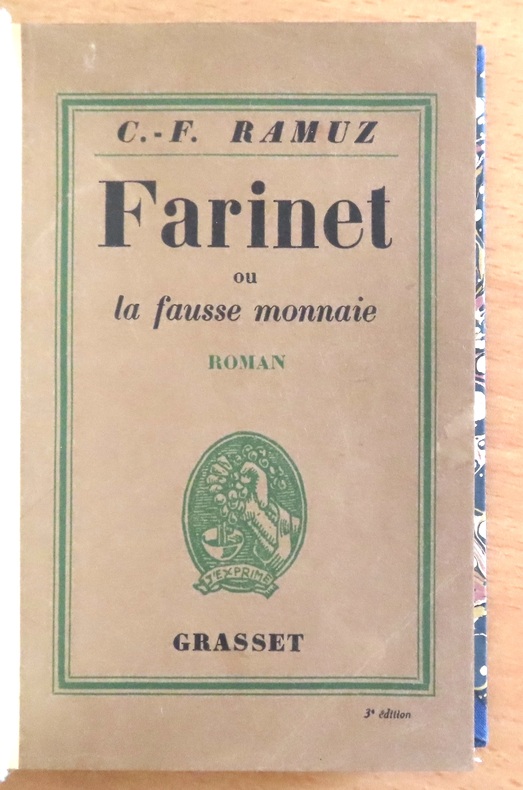 C.-F. RAMUZ
Farinet
ou
la fausse monnaie
ROMAN
J'EXPRIME
GRASSET
3e édition